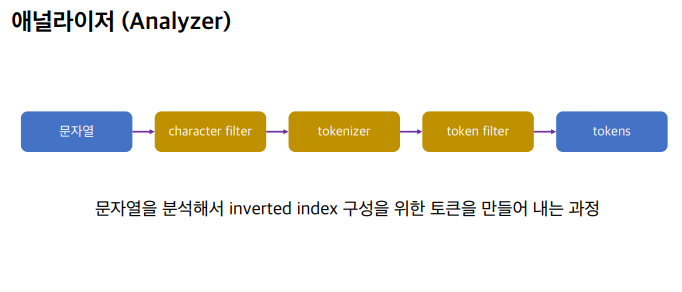 애널라이저 (Analyzer)
문자열
character filter
tokenizer
token filter
tokens
문자열을 분석해서 inverted index 구성을 위한 토큰을 만들어 내는 과정